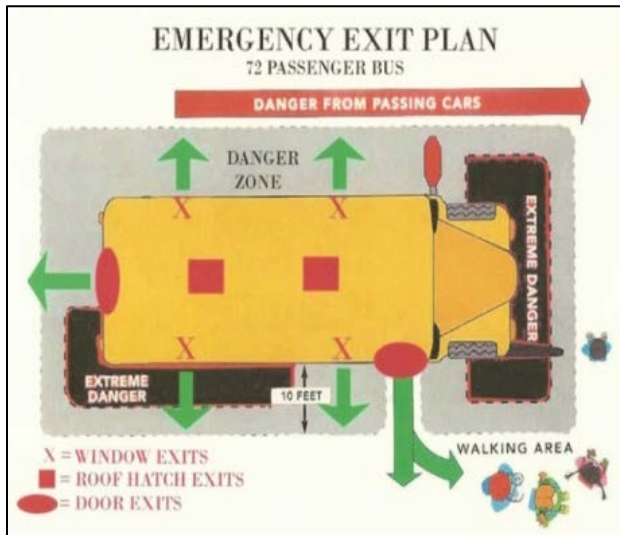 EMERGENCY EXIT PLAN
72 PASSENGER BUS
DANGER FROM PASSING CARS
DANGER
ZONE
X
X
EXTREME DANGER
X
X
EXTREME
DANGER
10 FEET
WALKING AREA
X = WINDOW EXITS
= ROOF HATCH EXITS
= DOOR EXITS